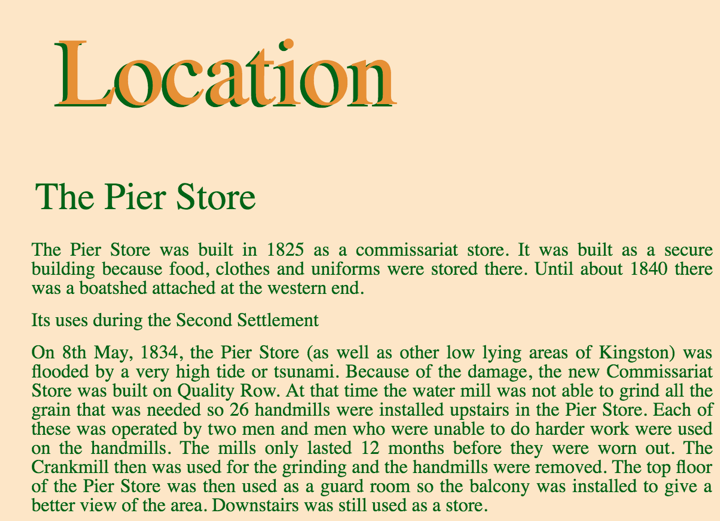 Location
The Pier Store
The Pier Store was built in 1825 as a commissariat store. It was built as a secure
building because food, clothes and uniforms were stored there. Until about 1840 there
was a boatshed attached at the western end.
Its uses during the Second Settlement
On 8th May, 1834, the Pier Store (as well as other low lying areas of Kingston) was
flooded by a very high tide or tsunami. Because of the damage, the new Commissariat
Store was built on Quality Row. At that time the water mill was not able to grind all the
grain that was needed so 26 handmills were installed upstairs in the Pier Store. Each of
these was operated by two men and men who were unable to do harder work were used
on the handmills. The mills only lasted 12 months before they were worn out. The
Crankmill then was used for the grinding and the handmills were removed. The top floor
of the Pier Store was then used as a guard room so the balcony was installed to give a
better view of the area. Downstairs was still used as a store.